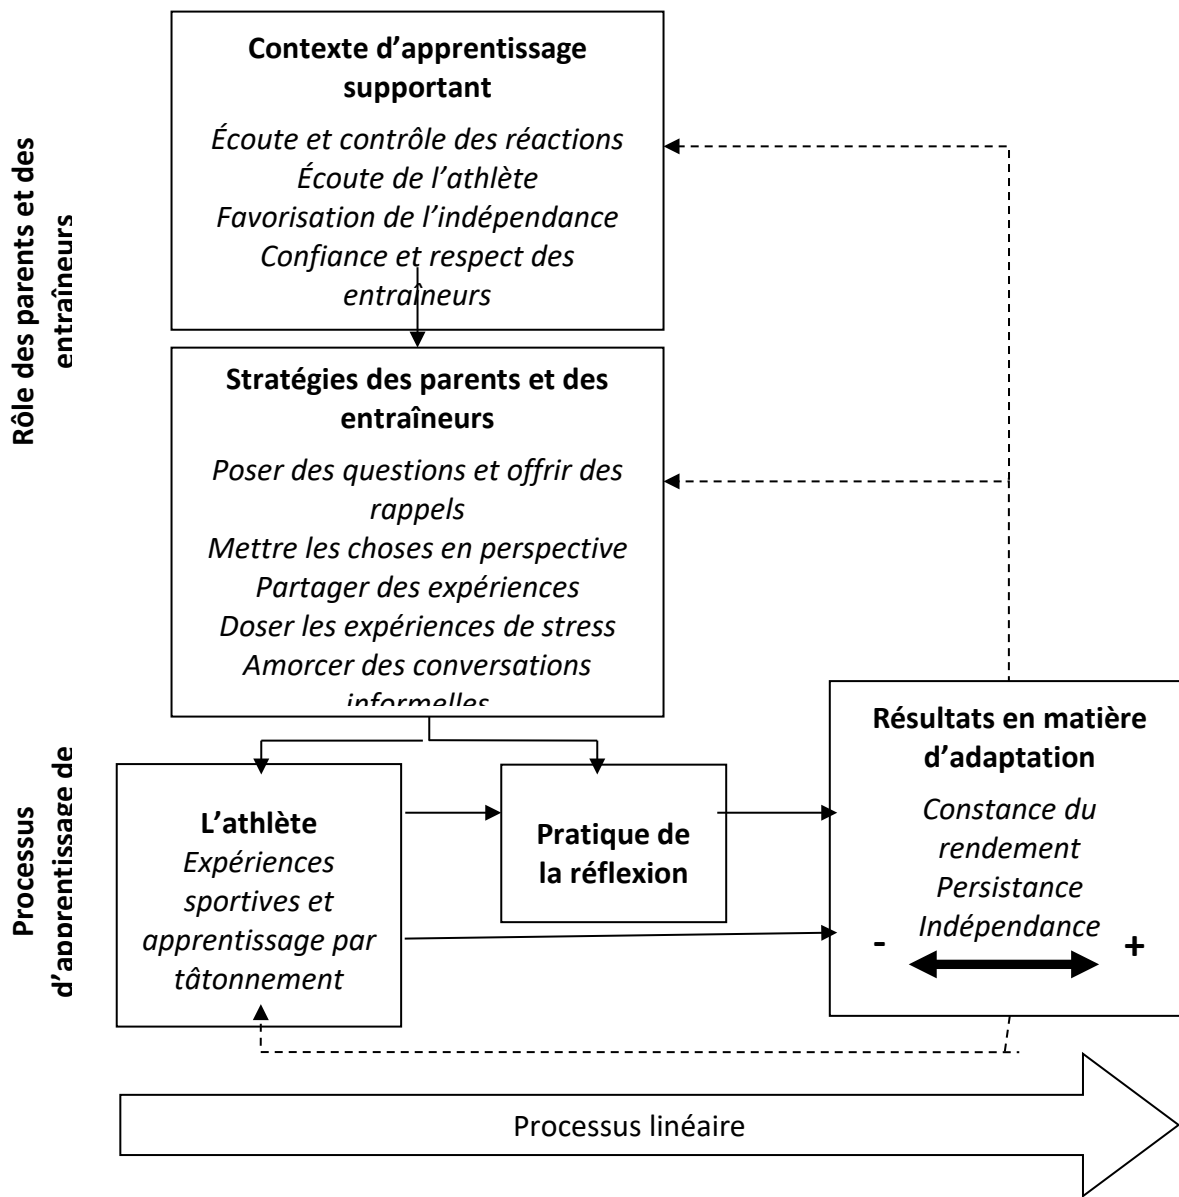 Rôle des parents et des
entraîneurs
Contexte d’apprentissage
supportant
Écoute et contrôle des réactions
Écoute de l’athlète
Favorisation de l’indépendance
Confiance et respect des
entraîneurs
Stratégies des parents et des
entraîneurs
Poser des questions et offrir des
rappels
Mettre les choses en perspective
Partager des expériences
Doser les expériences de stress
Amorcer des conversations
informelles
Processus
d’apprentissage de
L’athlète
Expériences
sportives et
apprentissage par
tâtonnement
Pratique de
la réflexion
Résultats en matière
d’adaptation
Constance du
rendement
Persistance
Indépendance
- +
Processus linéaire